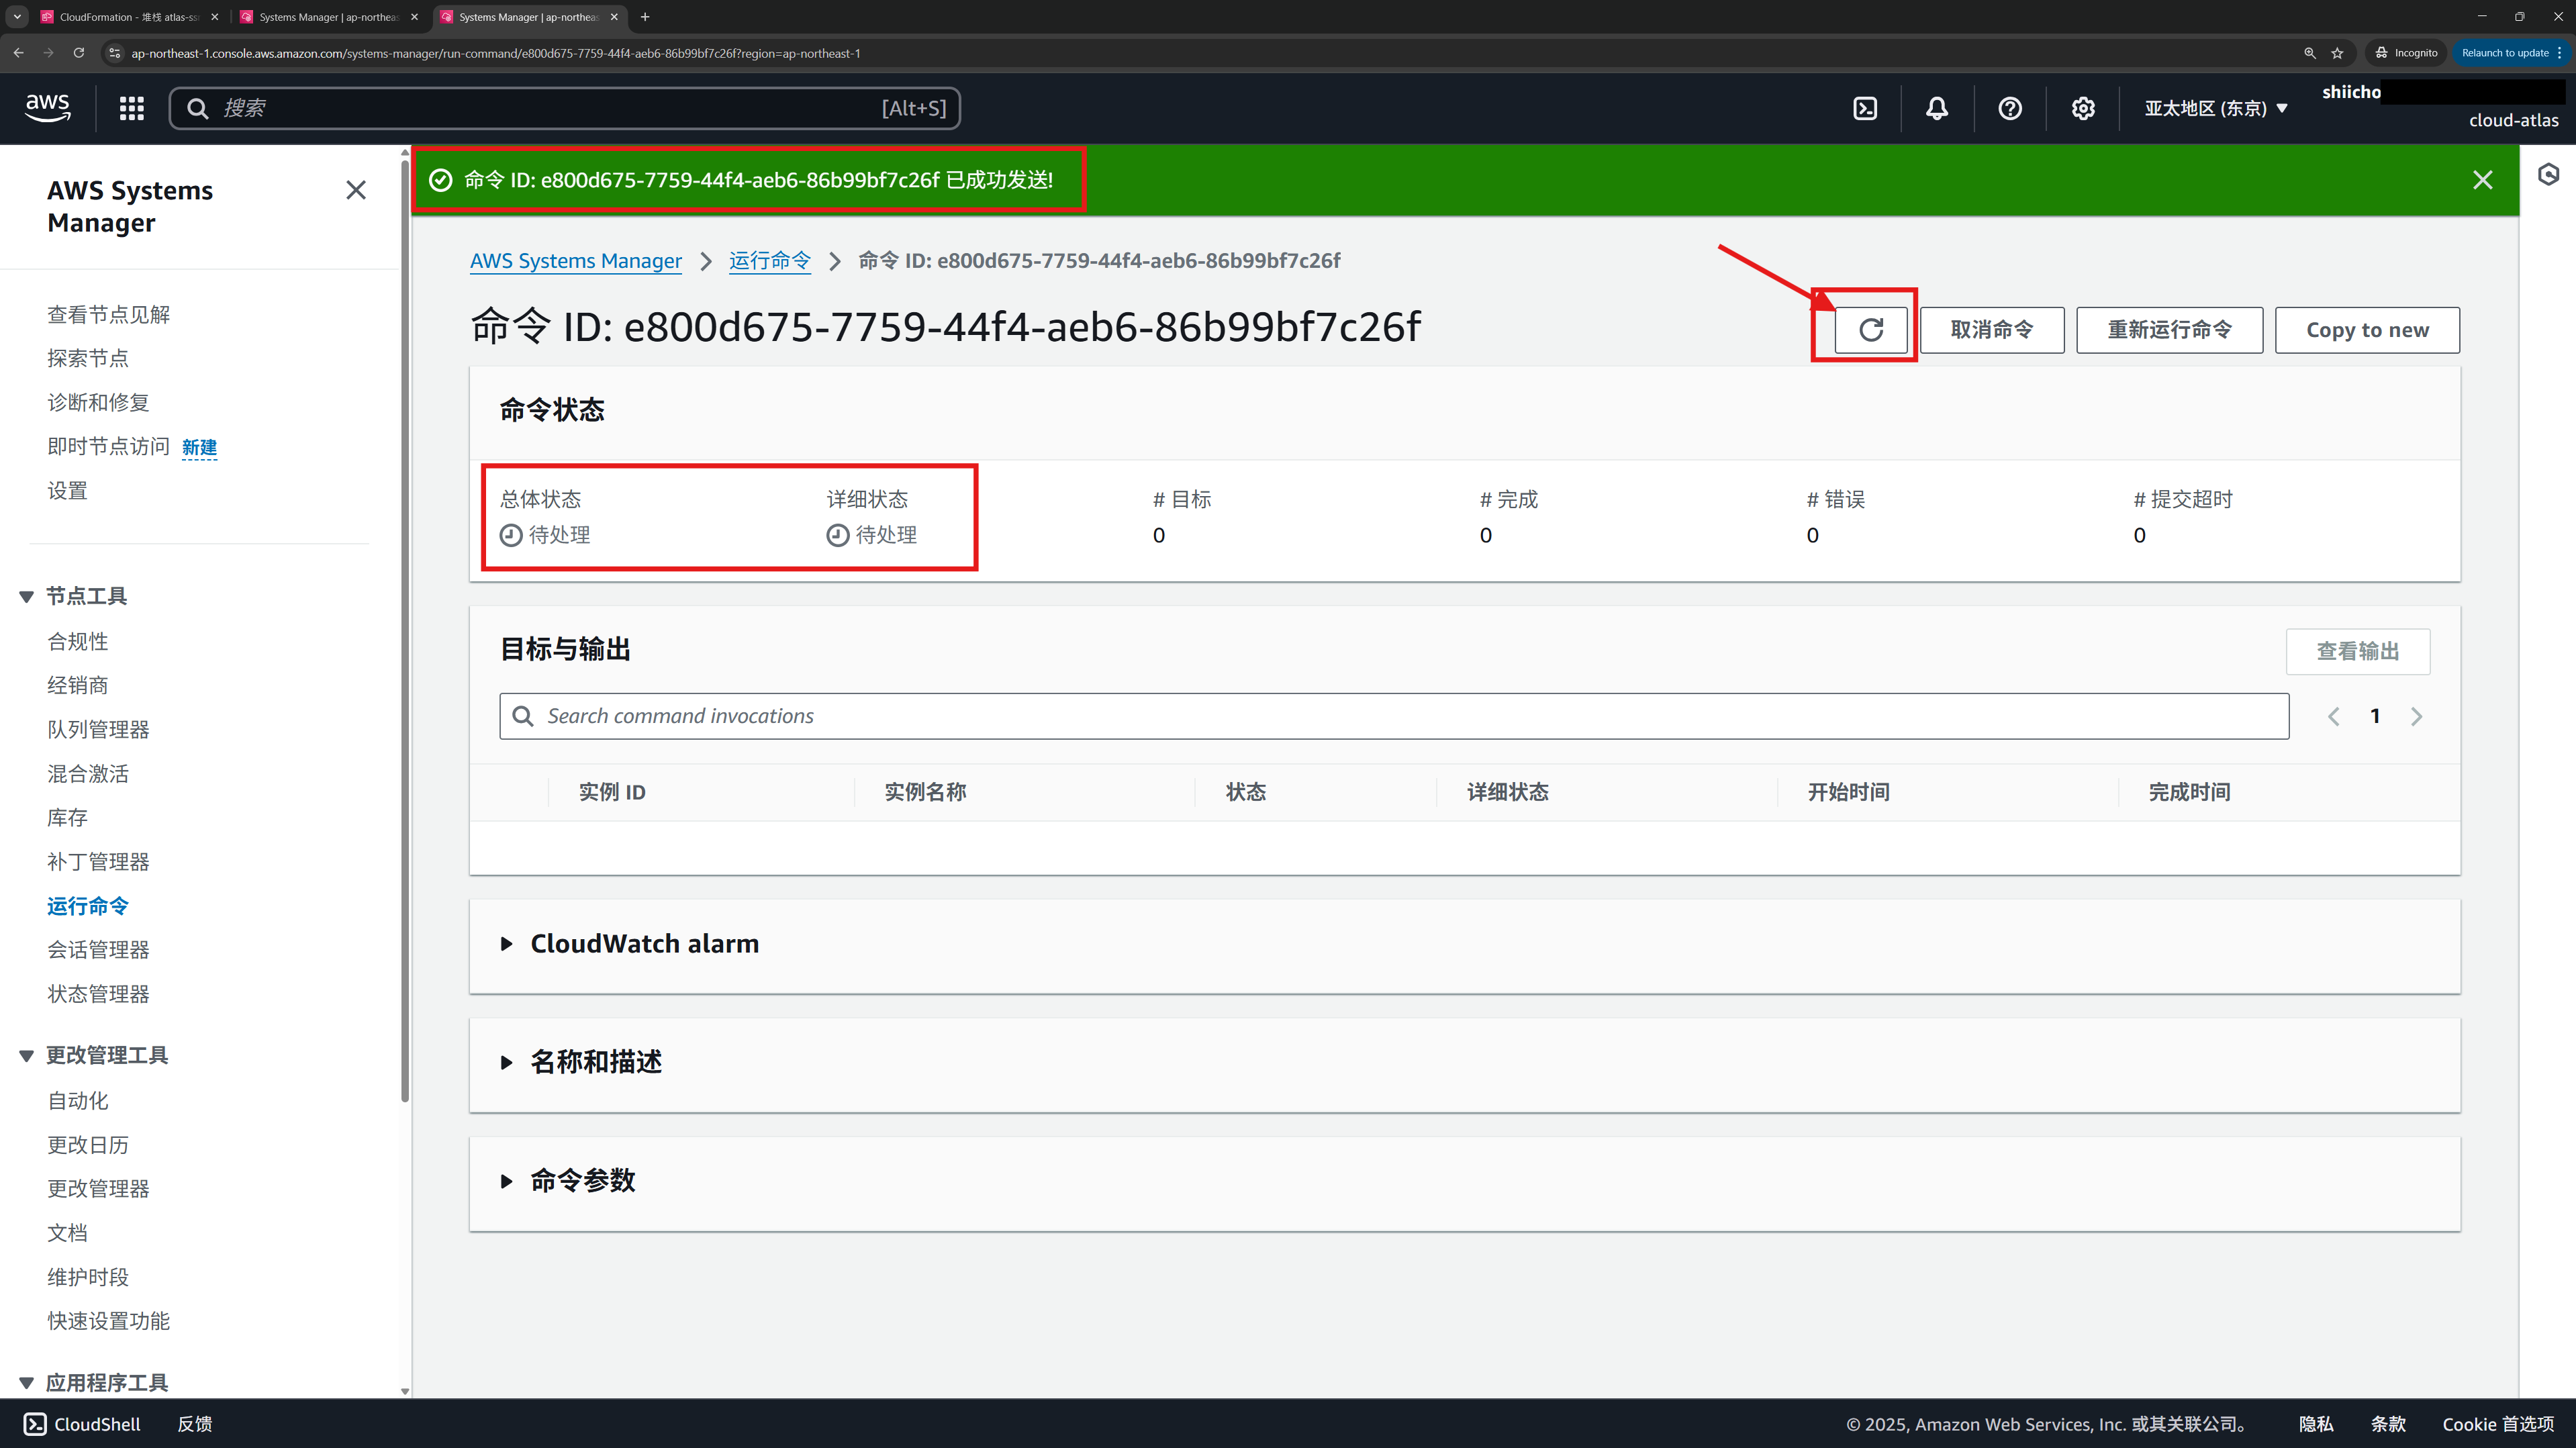 CloudFormation - 堆栈 atlas-ss
Systems Manager | ap-northeas
Systems Manager | ap-northeas
ap-northeast-1.console.aws.amazon.com/systems-manager/run-command/e800d675-7759-44f4-aeb6-86b99bf7c26f?region=ap-northeast-1
Incognito
Relaunch to update
aws
搜索
[Alt+S]
亚太地区 (东京)
shiicho
cloud-atlas
AWS Systems Manager
查看节点见解
探索节点
诊断和修复
即时节点访问 新建
设置
节点工具
合规性
经销商
队列管理器
混合激活
库存
补丁管理器
运行命令
会话管理器
状态管理器
更改管理工具
自动化
更改日历
更改管理器
文档
维护时段
快速设置功能
应用程序工具
命令 ID: e800d675-7759-44f4-aeb6-86b99bf7c26f 已成功发送!
AWS Systems Manager
运行命令
命令 ID: e800d675-7759-44f4-aeb6-86b99bf7c26f
命令 ID: e800d675-7759-44f4-aeb6-86b99bf7c26f
取消命令
重新运行命令
Copy to new
命令状态
总体状态
待处理
详细状态
待处理
# 目标
0
# 完成
0
# 错误
0
# 提交超时
0
目标与输出
查看输出
Search command invocations
1
实例 ID
实例名称
状态
详细状态
开始时间
完成时间
CloudWatch alarm
名称和描述
命令参数
CloudShell
反馈
© 2025, Amazon Web Services, Inc. 或其关联公司。
隐私
条款
Cookie 首选项